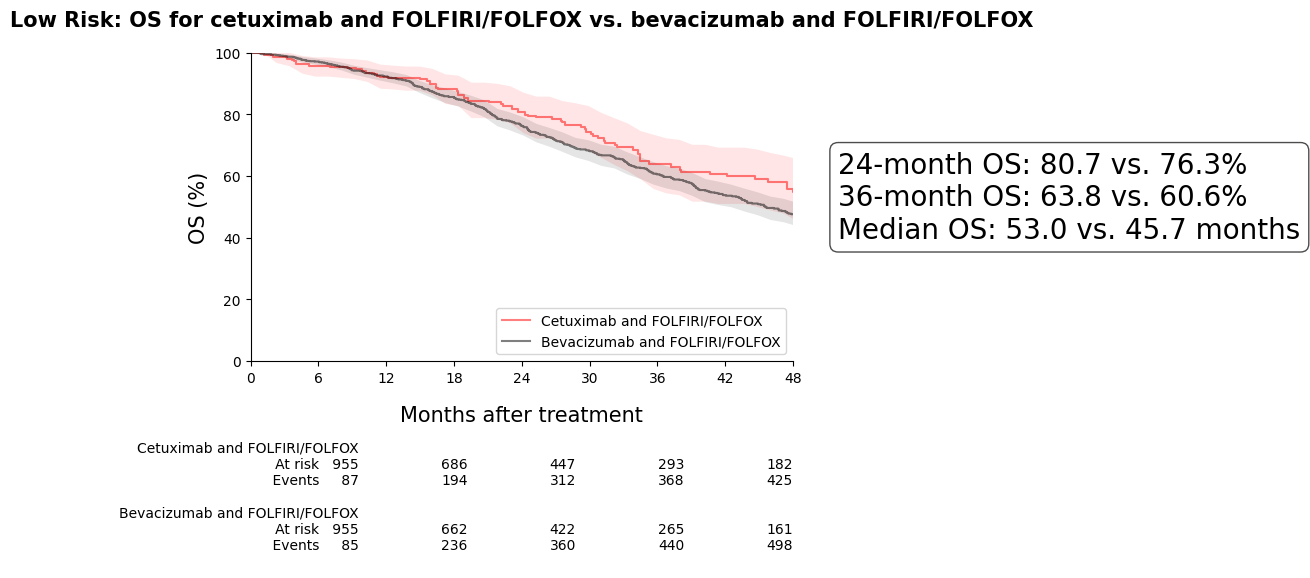 Low Risk: OS for cetuximab and FOLFIRI/FOLFOX vs. bevacizumab and FOLFIRI/FOLFOX
100
80
60
40
20
0
OS (%)
24-month OS: 80.7 vs. 76.3%
36-month OS: 63.8 vs. 60.6%
Median OS: 53.0 vs. 45.7 months
Cetuximab and FOLFIRI/FOLFOX
Bevacizumab and FOLFIRI/FOLFOX
0 6 12 18 24 30 36 42 48
Months after treatment
Cetuximab and FOLFIRI/FOLFOX
At risk 955 686 447 293 182
Events 87 194 312 368 425
Bevacizumab and FOLFIRI/FOLFOX
At risk 955 662 422 265 161
Events 85 236 360 440 498